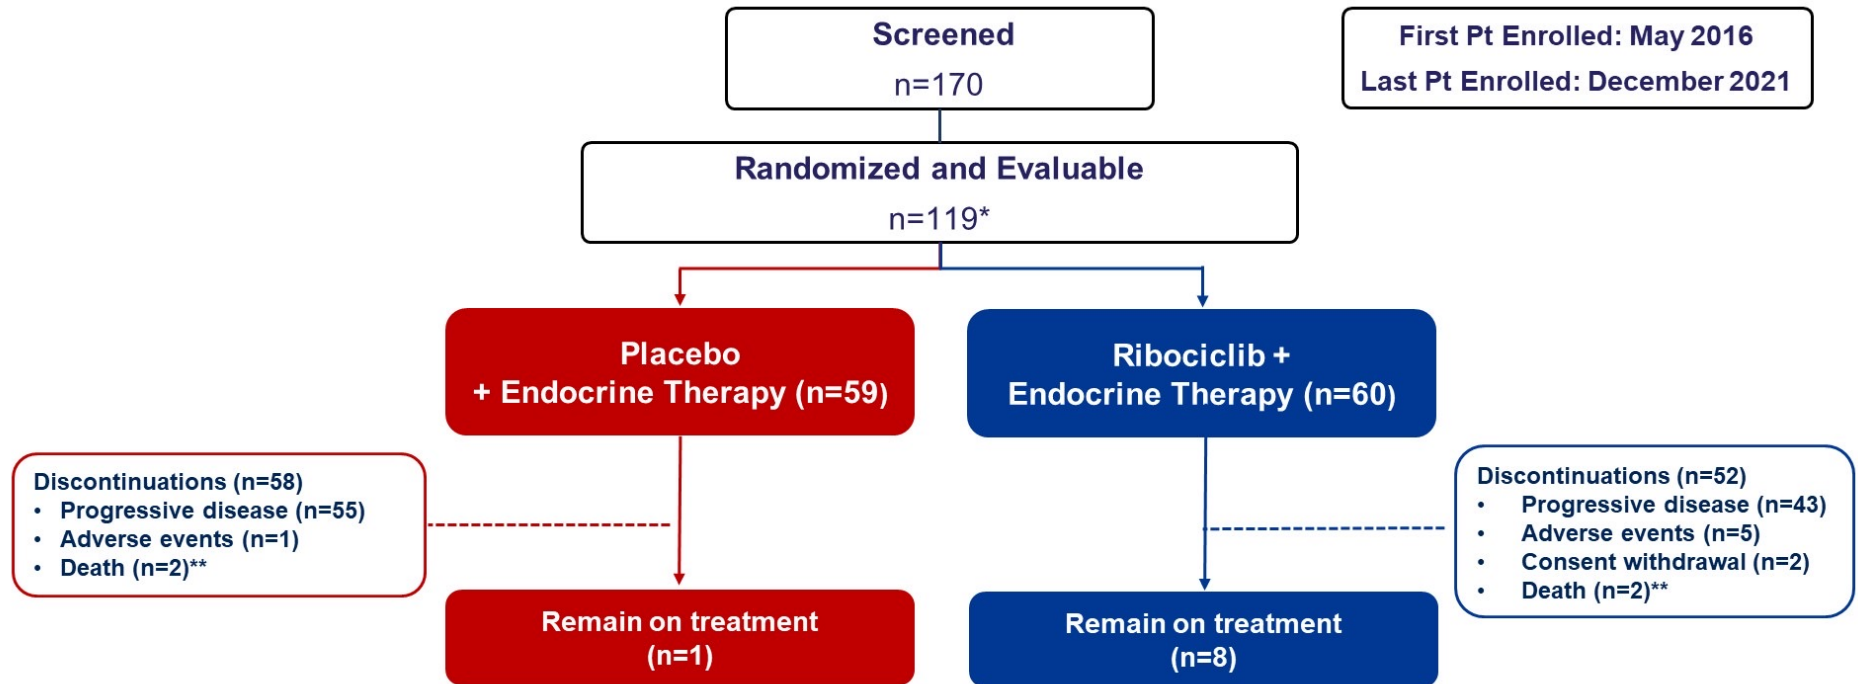 Screened
n=170
First Pt Enrolled: May 2016
Last Pt Enrolled: December 2021
Randomized and Evaluable
n=119*
Placebo
+ Endocrine Therapy (n=59)
Ribociclib +
Endocrine Therapy (n=60)
Discontinuations (n=58)
• Progressive disease (n=55)
• Adverse events (n=1)
• Death (n=2)**
Discontinuations (n=52)
• Progressive disease (n=43)
• Adverse events (n=5)
• Consent withdrawal (n=2)
• Death (n=2)**
Remain on treatment
(n=1)
Remain on treatment
(n=8)